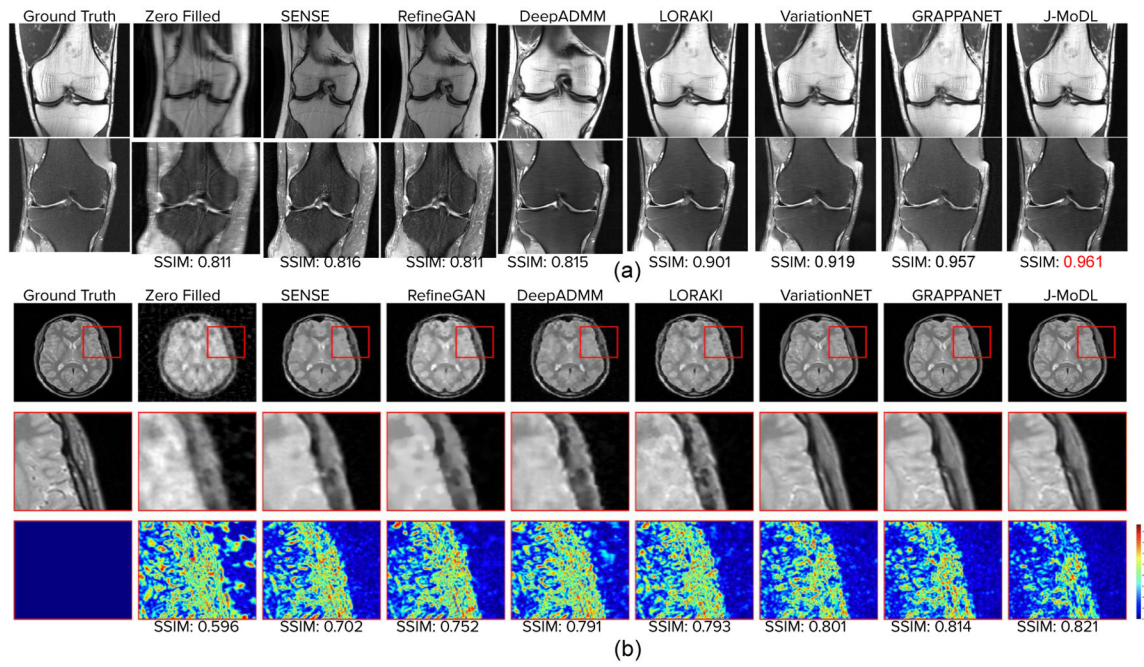 Ground Truth Zero Filled SENSE RefineGAN DeepADMM LORAKI VariationNET GRAPPANET J-MoDL
SSIM: 0.811 SSIM: 0.816 SSIM: 0.811 SSIM: 0.815 SSIM: 0.901 SSIM: 0.919 SSIM: 0.957 SSIM: 0.961
(a)
Ground Truth Zero Filled SENSE RefineGAN DeepADMM LORAKI VariationNET GRAPPANET J-MoDL
SSIM: 0.596 SSIM: 0.702 SSIM: 0.752 SSIM: 0.791 SSIM: 0.793 SSIM: 0.801 SSIM: 0.814 SSIM: 0.821
(b)